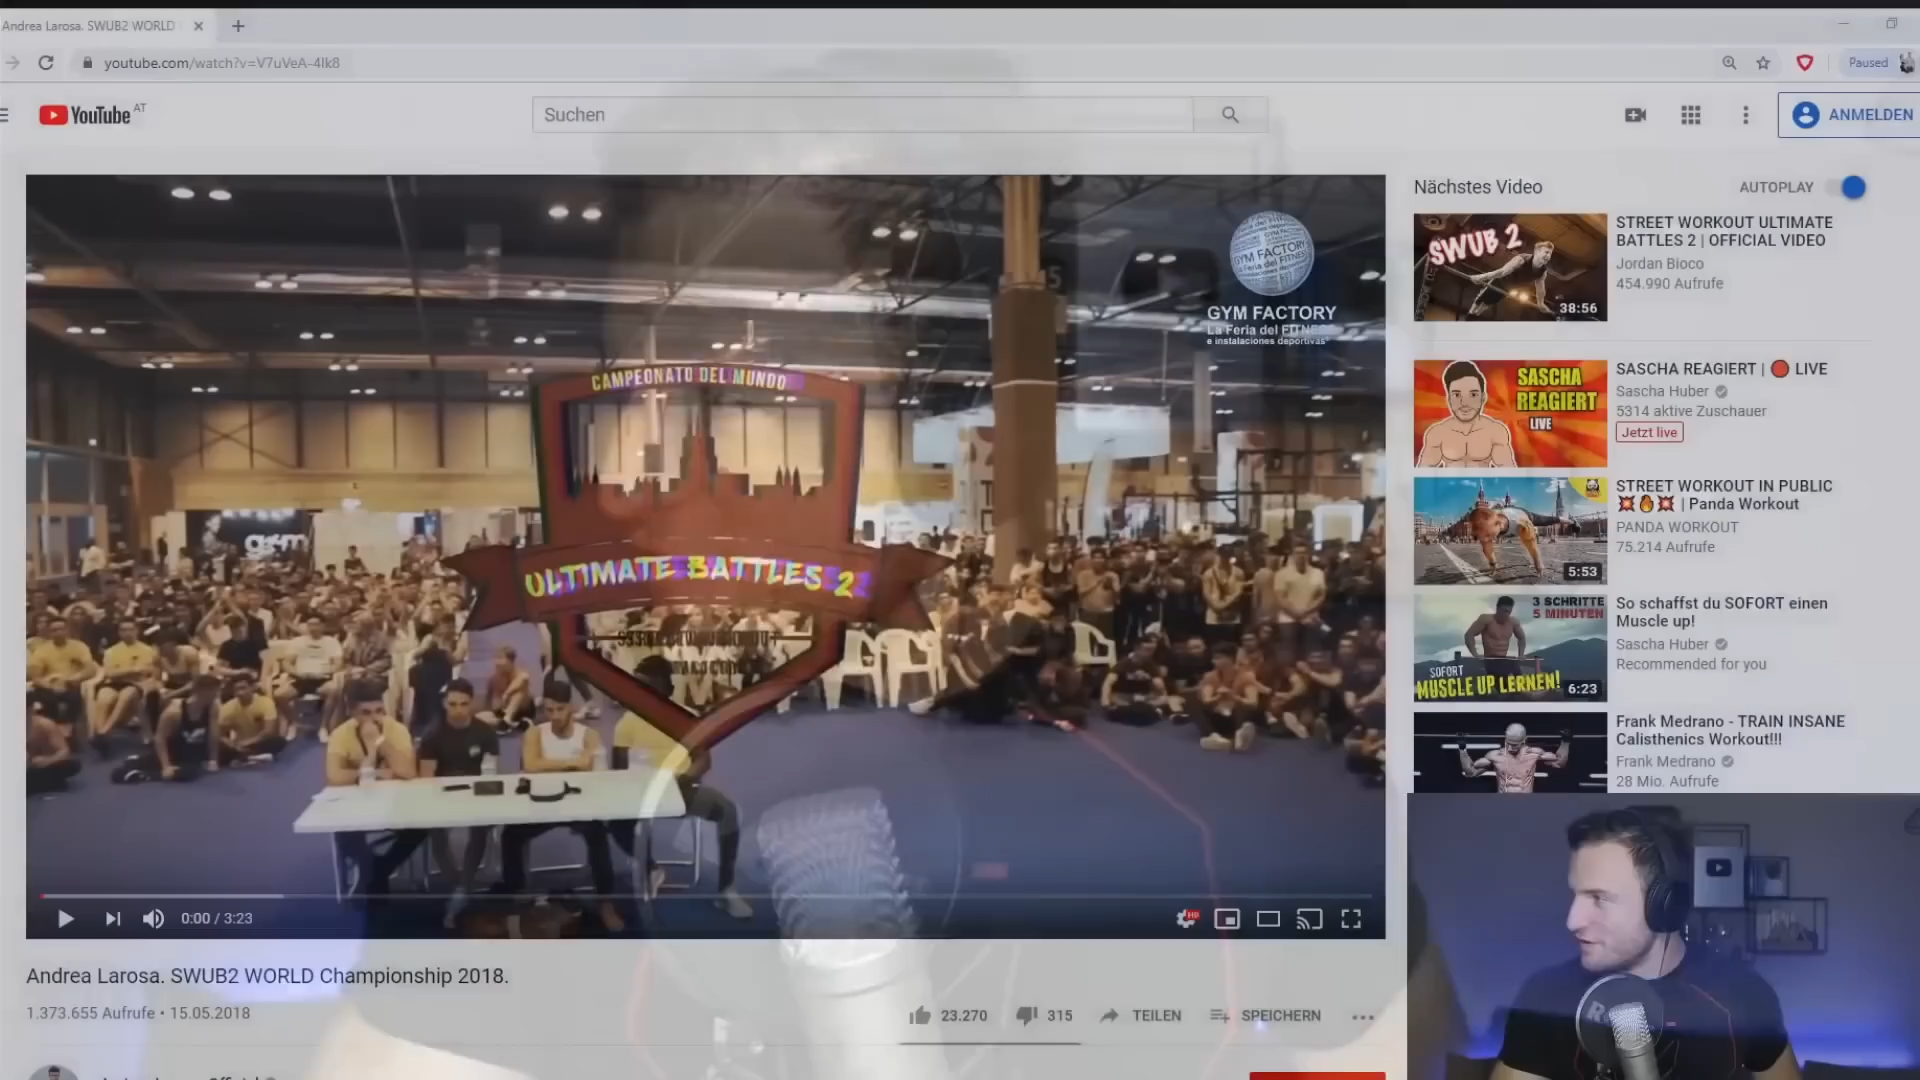 Andrea Larosa. SWUB2 WORLD
youtube.com/watch?v=V7uVeA-4lk8
Paused
YouTube AT
Suchen
ANMELDEN
GYM FACTORY
La Feria del FITNESS
e instalaciones deportivas
CAMPEONATO DEL MUNDO
ULTIMATE BATTLES 2
0:00 / 3:23
HD
Andrea Larosa. SWUB2 WORLD Championship 2018.
1.373.655 Aufrufe • 15.05.2018
23.270
315
TEILEN
SPEICHERN
Nächstes Video
AUTOPLAY
SWUB 2
38:56
STREET WORKOUT ULTIMATE
BATTLES 2 | OFFICIAL VIDEO
Jordan Bioco
454.990 Aufrufe
SASCHA
REAGIERT
LIVE
SASCHA REAGIERT | 🔴 LIVE
Sascha Huber
5314 aktive Zuschauer
Jetzt live
5:53
STREET WORKOUT IN PUBLIC
💥🔥💥 | Panda Workout
PANDA WORKOUT
75.214 Aufrufe
3 SCHRITTE
5 MINUTEN
SOFORT
MUSCLE UP LERNEN!
6:23
So schaffst du SOFORT einen
Muscle up!
Sascha Huber
Recommended for you
Frank Medrano - TRAIN INSANE
Calisthenics Workout!!!
Frank Medrano
28 Mio. Aufrufe